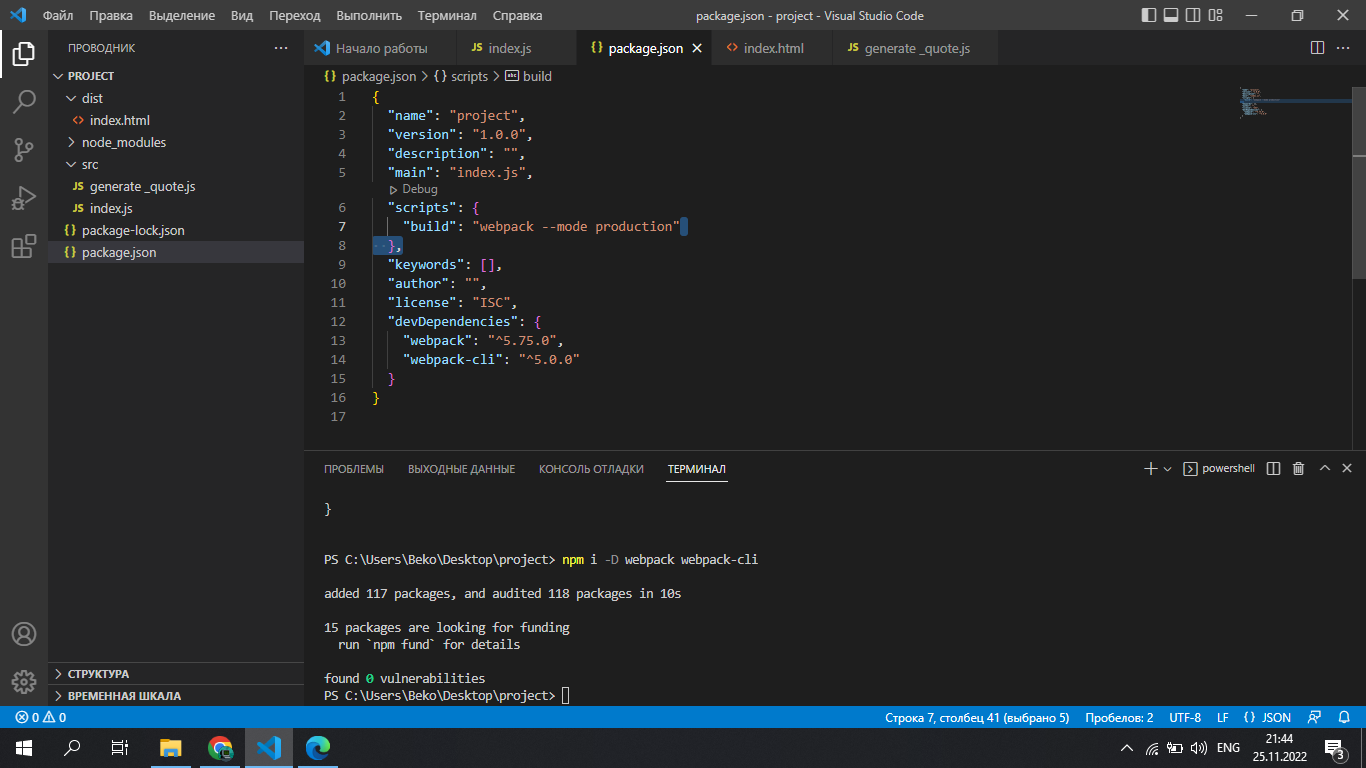 Файл Правка Выделение Вид Переход Выполнить Терминал Справка package.json - project - Visual Studio Code
ПРОВОДНИК
PROJECT
dist
index.html
node_modules
src
generate _quote.js
index.js
package-lock.json
package.json
СТРУКТУРА
ВРЕМЕННАЯ ШКАЛА
Начало работы JS index.js {} package.json index.html JS generate _quote.js
{} package.json > {} scripts > abc build
1 {
2 "name": "project",
3 "version": "1.0.0",
4 "description": "",
5 "main": "index.js",
Debug
6 "scripts": {
7 "build": "webpack --mode production"
8 },
9 "keywords": [],
10 "author": "",
11 "license": "ISC",
12 "devDependencies": {
13 "webpack": "^5.75.0",
14 "webpack-cli": "^5.0.0"
15 }
16 }
17
ПРОБЛЕМЫ ВЫХОДНЫЕ ДАННЫЕ КОНСОЛЬ ОТЛАДКИ ТЕРМИНАЛ powershell
}
PS C:\Users\Beko\Desktop\project> npm i -D webpack webpack-cli
added 117 packages, and audited 118 packages in 10s
15 packages are looking for funding
run `npm fund` for details
found 0 vulnerabilities
PS C:\Users\Beko\Desktop\project>
0 0 Строка 7, столбец 41 (выбрано 5) Пробелов: 2 UTF-8 LF {} JSON
ENG 21:44
25.11.2022 3